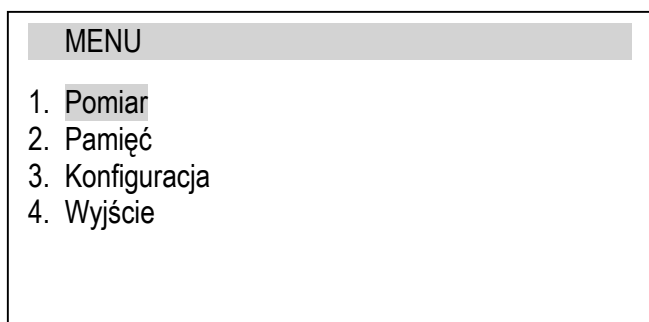 MENU
1. Pomiar
2. Pamięć
3. Konfiguracja
4. Wyjście